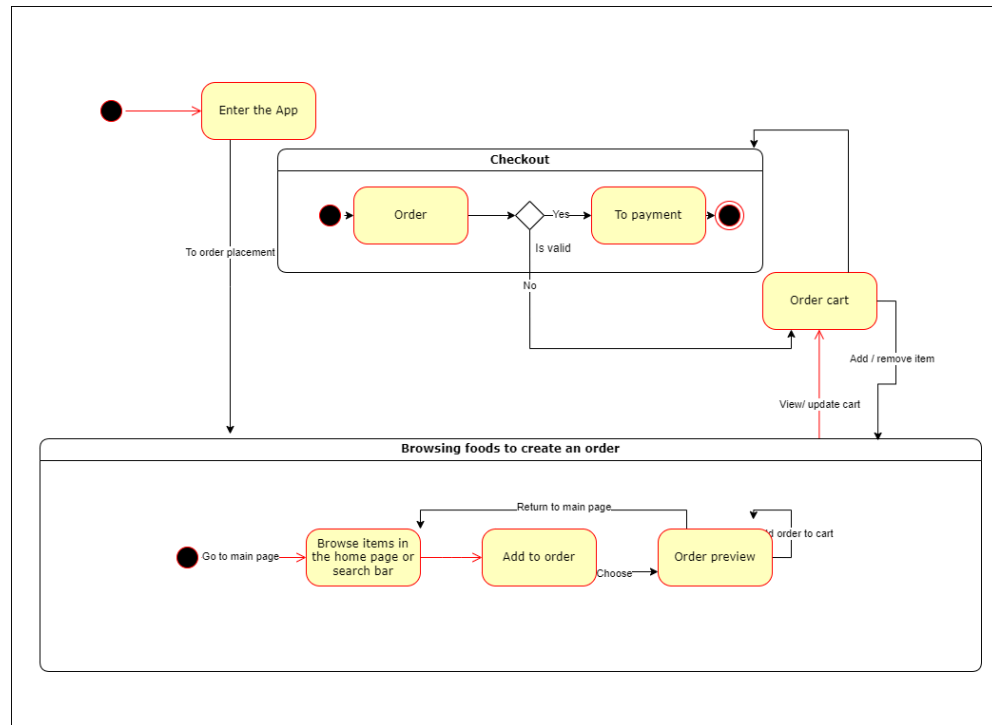 Enter the App
Checkout
Order
Yes
To payment
Is valid
To order placement
No
Order cart
Add / remove item
View/ update cart
Browsing foods to create an order
Return to main page
order to cart
Go to main page
Browse items in
the home page or
search bar
Add to order
Choose
Order preview